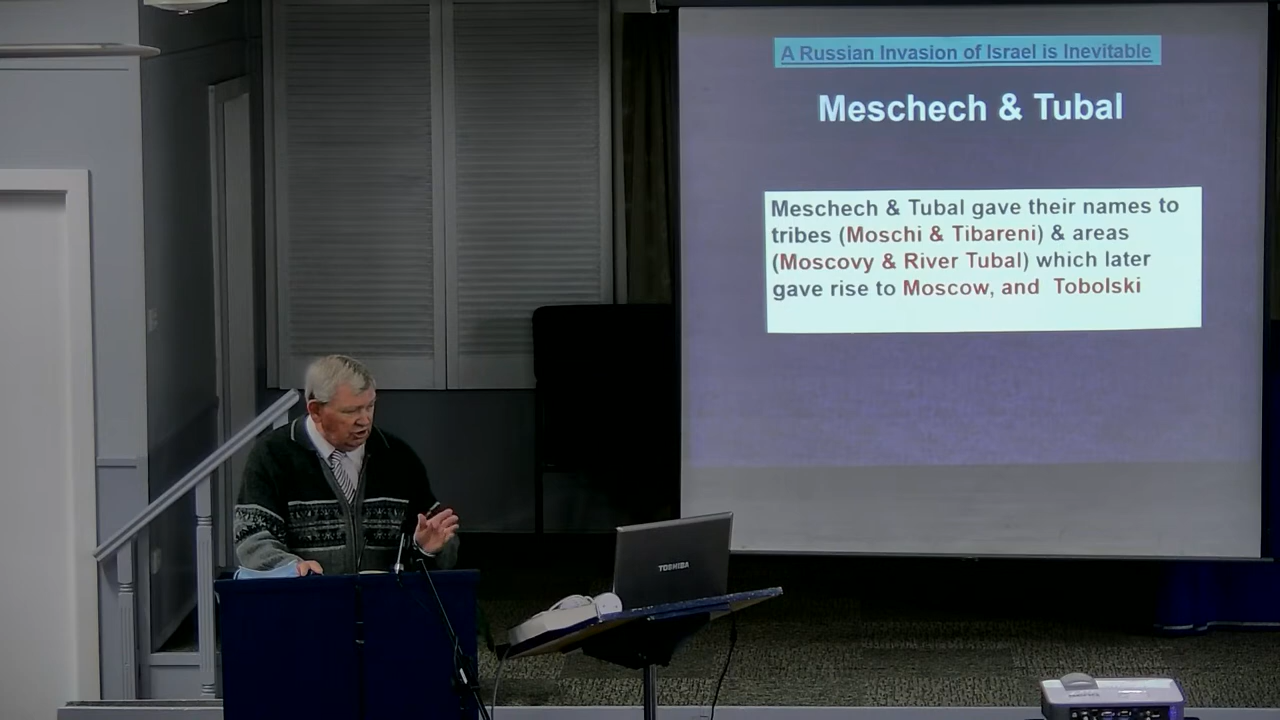 A Russian Invasion of Israel is Inevitable
Meschech & Tubal
Meschech & Tubal gave their names to
tribes (Moschi & Tibareni) & areas
(Moscovy & River Tubal) which later
gave rise to Moscow, and Tobolski
TOSHIBA